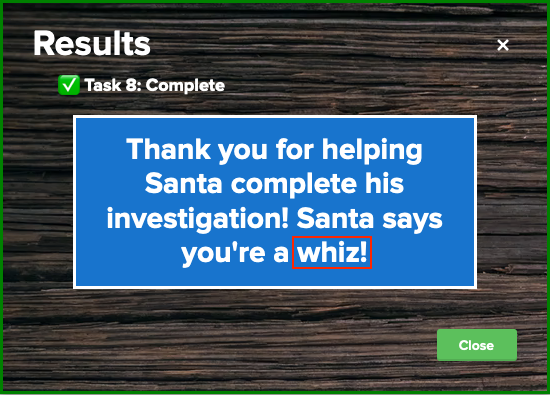 Results
×
✅ Task 8: Complete
Thank you for helping
Santa complete his
investigation! Santa says
you're a whiz!
Close